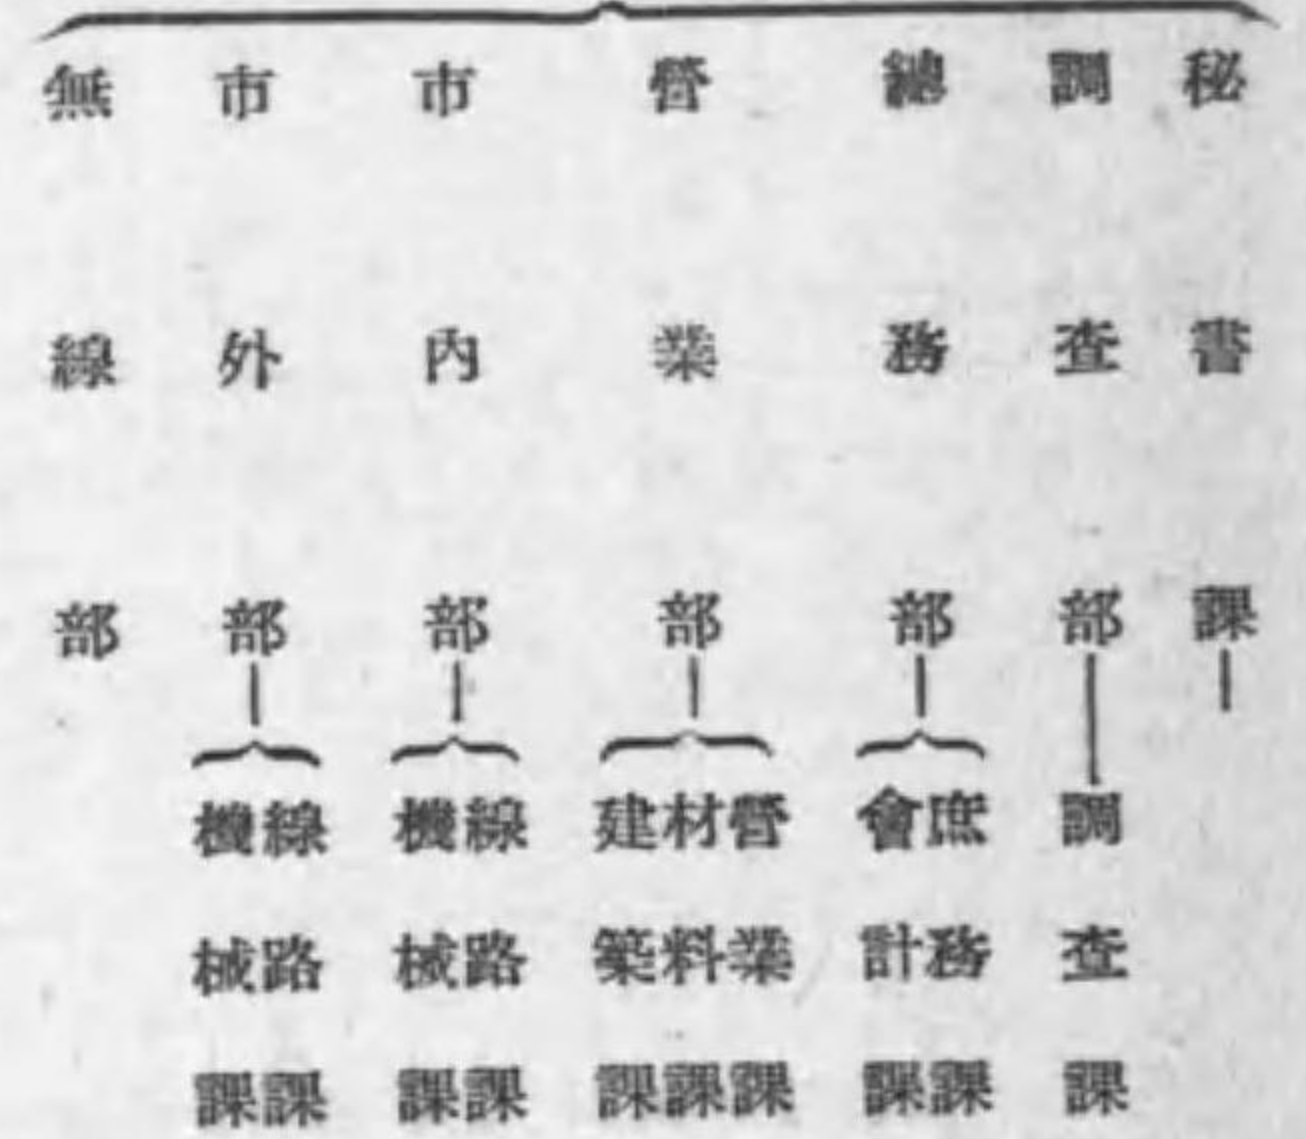 秘書課
調査部
調査課
總務部
庶務課
會計課
營業部
營業課
材料課
建築課
市內部
線路課
機械課
市外部
線路課
機械課
無線部